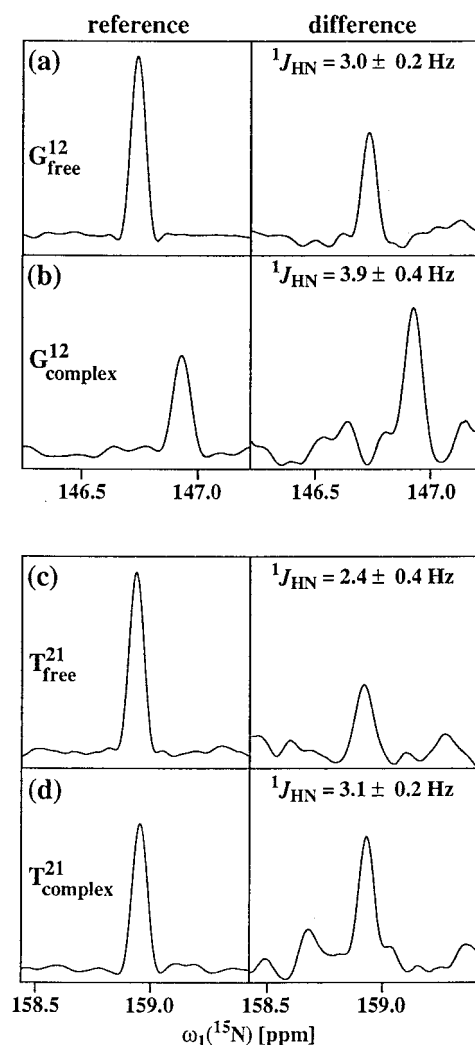 reference difference
(a) ¹J_HN = 3.0 ± 0.2 Hz
G¹²_free
(b) ¹J_HN = 3.9 ± 0.4 Hz
G¹²_complex
146.5 147.0 146.5 147.0
(c) ¹J_HN = 2.4 ± 0.4 Hz
T²¹_free
(d) ¹J_HN = 3.1 ± 0.2 Hz
T²¹_complex
158.5 159.0 158.5 159.0
ω₁(¹⁵N) [ppm]